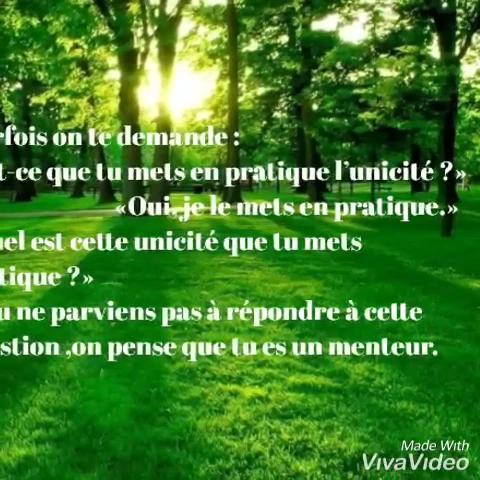 rfois on te demande :
t-ce que tu mets en pratique l'unicité ?»
«Oui, je le mets en pratique.»
uel est cette unicité que tu mets
tique ?»
u ne parviens pas à répondre à cette
stion ,on pense que tu es un menteur.
Made With
VivaVideo